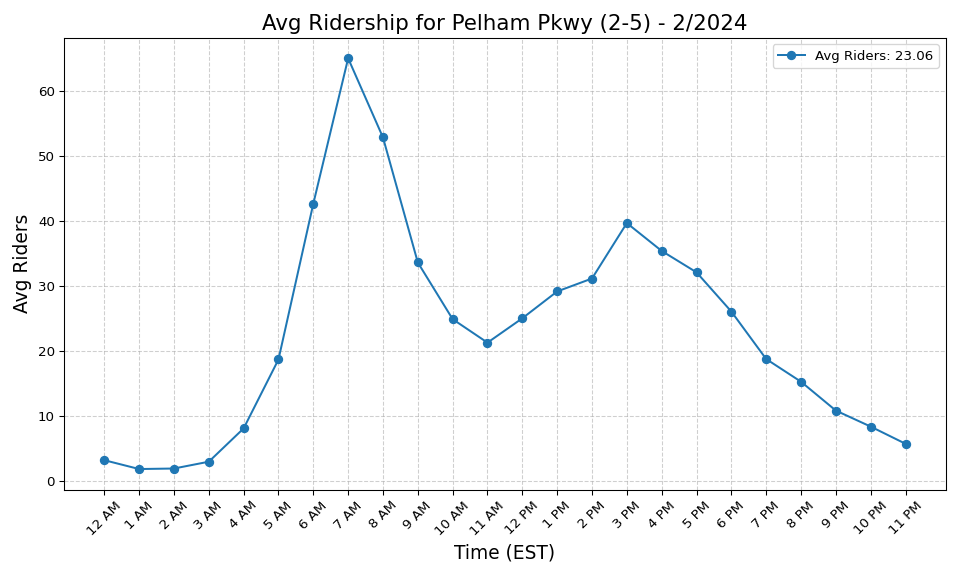 Avg Ridership for Pelham Pkwy (2-5) - 2/2024
Avg Riders: 23.06
Avg Riders
60
50
40
30
20
10
0
12 AM 1 AM 2 AM 3 AM 4 AM 5 AM 6 AM 7 AM 8 AM 9 AM 10 AM 11 AM 12 PM 1 PM 2 PM 3 PM 4 PM 5 PM 6 PM 7 PM 8 PM 9 PM 10 PM 11 PM
Time (EST)